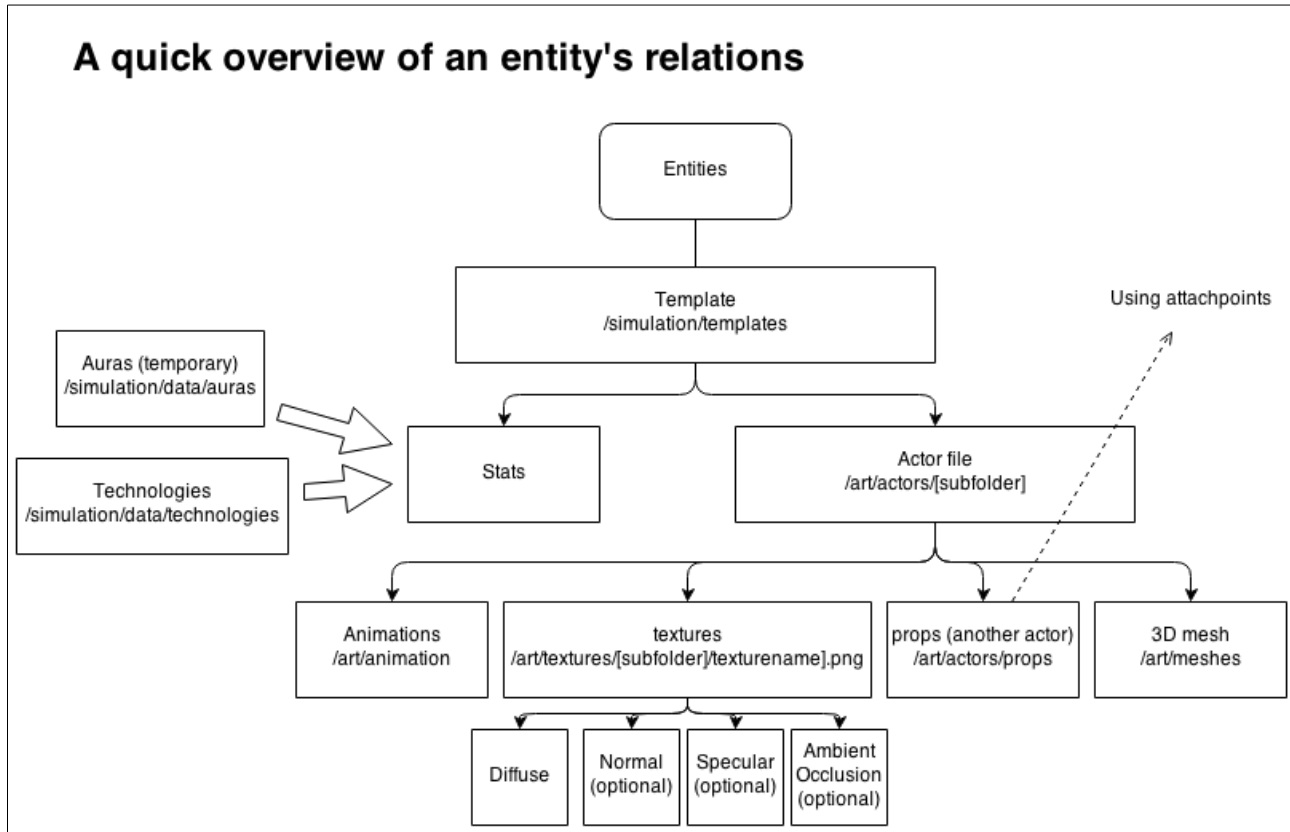 A quick overview of an entity's relations
Entities
Template
/simulation/templates
Using attachpoints
Auras (temporary)
/simulation/data/auras
Technologies
/simulation/data/technologies
Stats
Actor file
/art/actors/[subfolder]
Animations
/art/animation
textures
/art/textures/[subfolder]/texturename].png
props (another actor)
/art/actors/props
3D mesh
/art/meshes
Diffuse
Normal
(optional)
Specular
(optional)
Ambient
Occlusion
(optional)